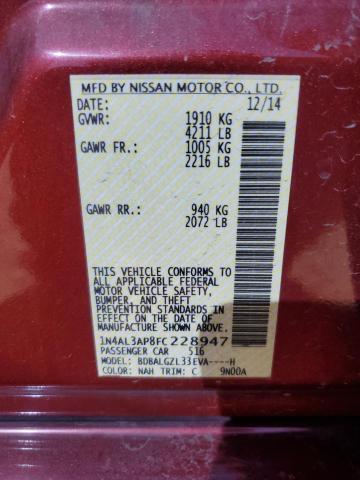 MFD BY NISSAN MOTOR CO., LTD.
DATE: 12/14
GVWR: 1910 KG
4211 LB
GAWR FR.: 1005 KG
2216 LB
GAWR RR.: 940 KG
2072 LB
THIS VEHICLE CONFORMS TO
ALL APPLICABLE FEDERAL
MOTOR VEHICLE SAFETY,
BUMPER, AND THEFT
PREVENTION STANDARDS
IN EFFECT ON THE DATE OF
MANUFACTURE SHOWN ABOVE.
1N4AL3AP8FC228947
PASSENGER CAR 516
MODEL: BDBALGZL33EVA----H
COLOR: NAH TRIM: C 9N00A